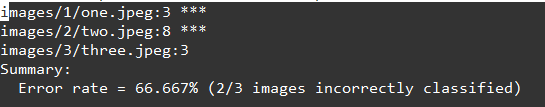 images/1/one.jpeg:3 ***
images/2/two.jpeg:8 ***
images/3/three.jpeg:3
Summary:
  Error rate = 66.667% (2/3 images incorrectly classified)